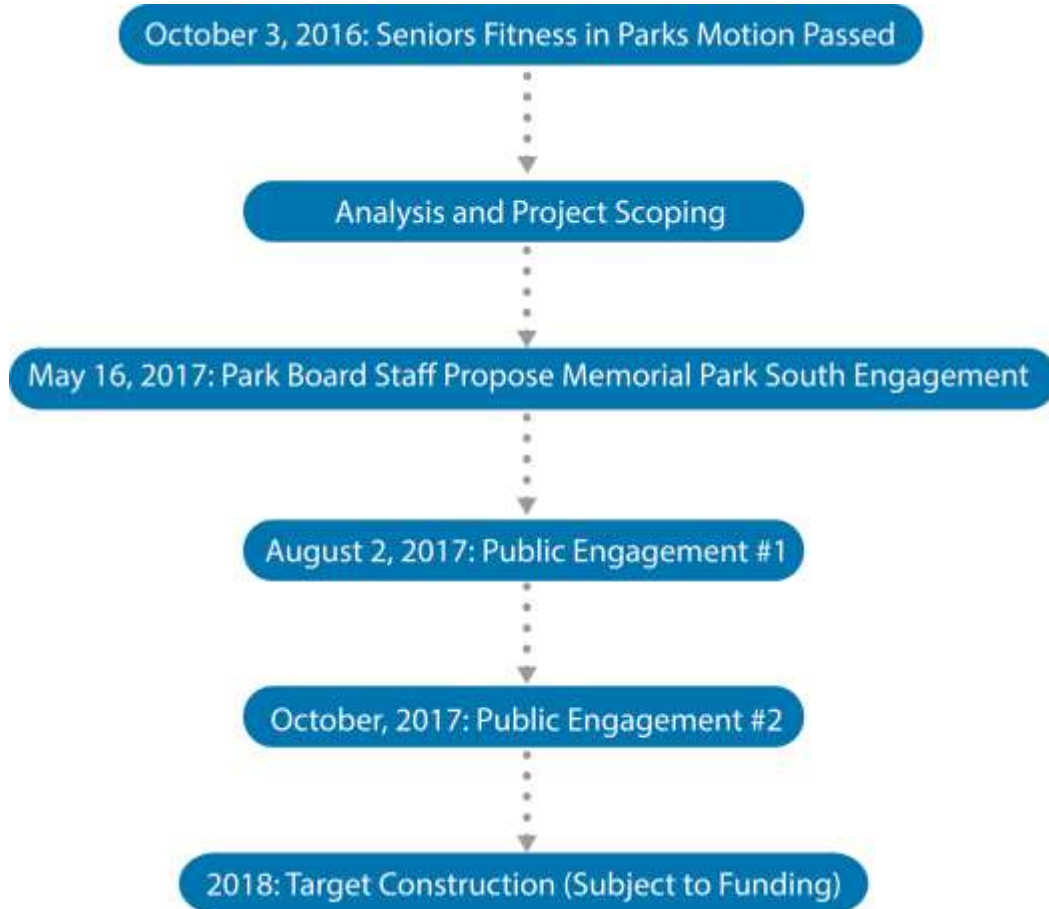 October 3, 2016: Seniors Fitness in Parks Motion Passed
Analysis and Project Scoping
May 16, 2017: Park Board Staff Propose Memorial Park South Engagement
August 2, 2017: Public Engagement #1
October, 2017: Public Engagement #2
2018: Target Construction (Subject to Funding)